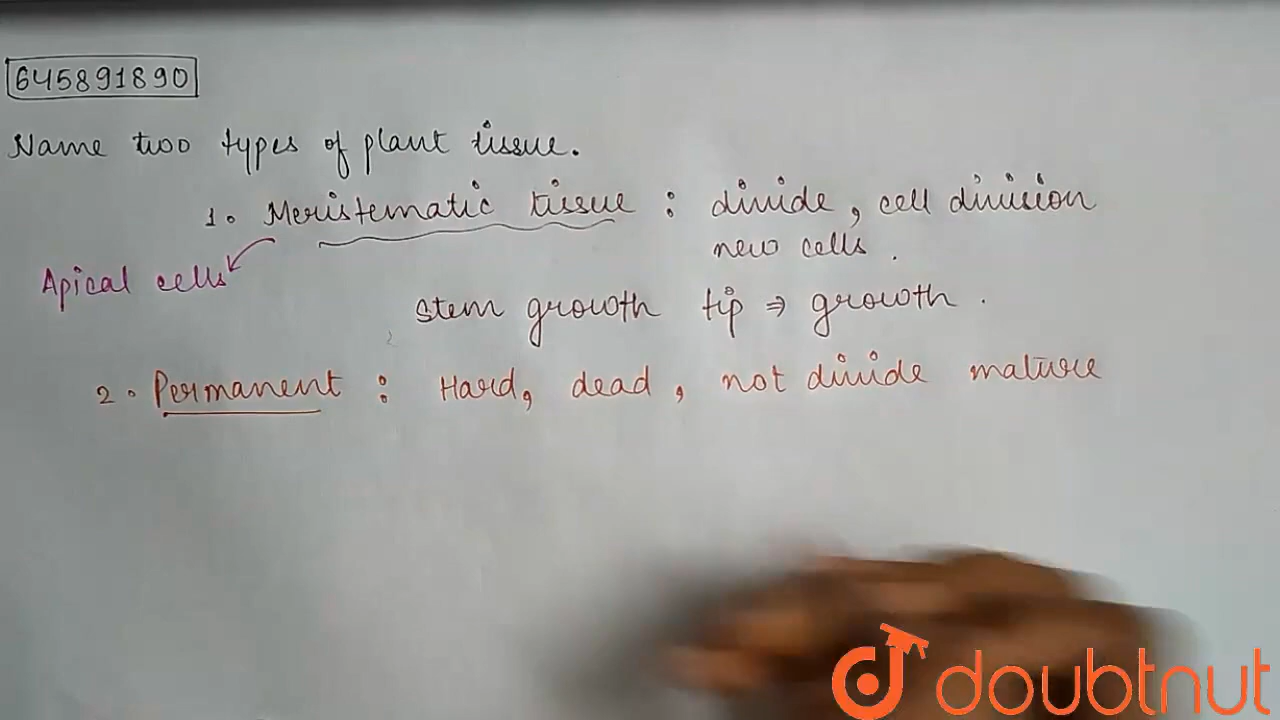 645891890
Name two types of plant tissue.
1. Meristematic tissue : divide, cell division
new cells.
Apical cells
stem growth tip ⇒ growth.
2. Permanent : Hard, dead, not divide mature
doubtnut